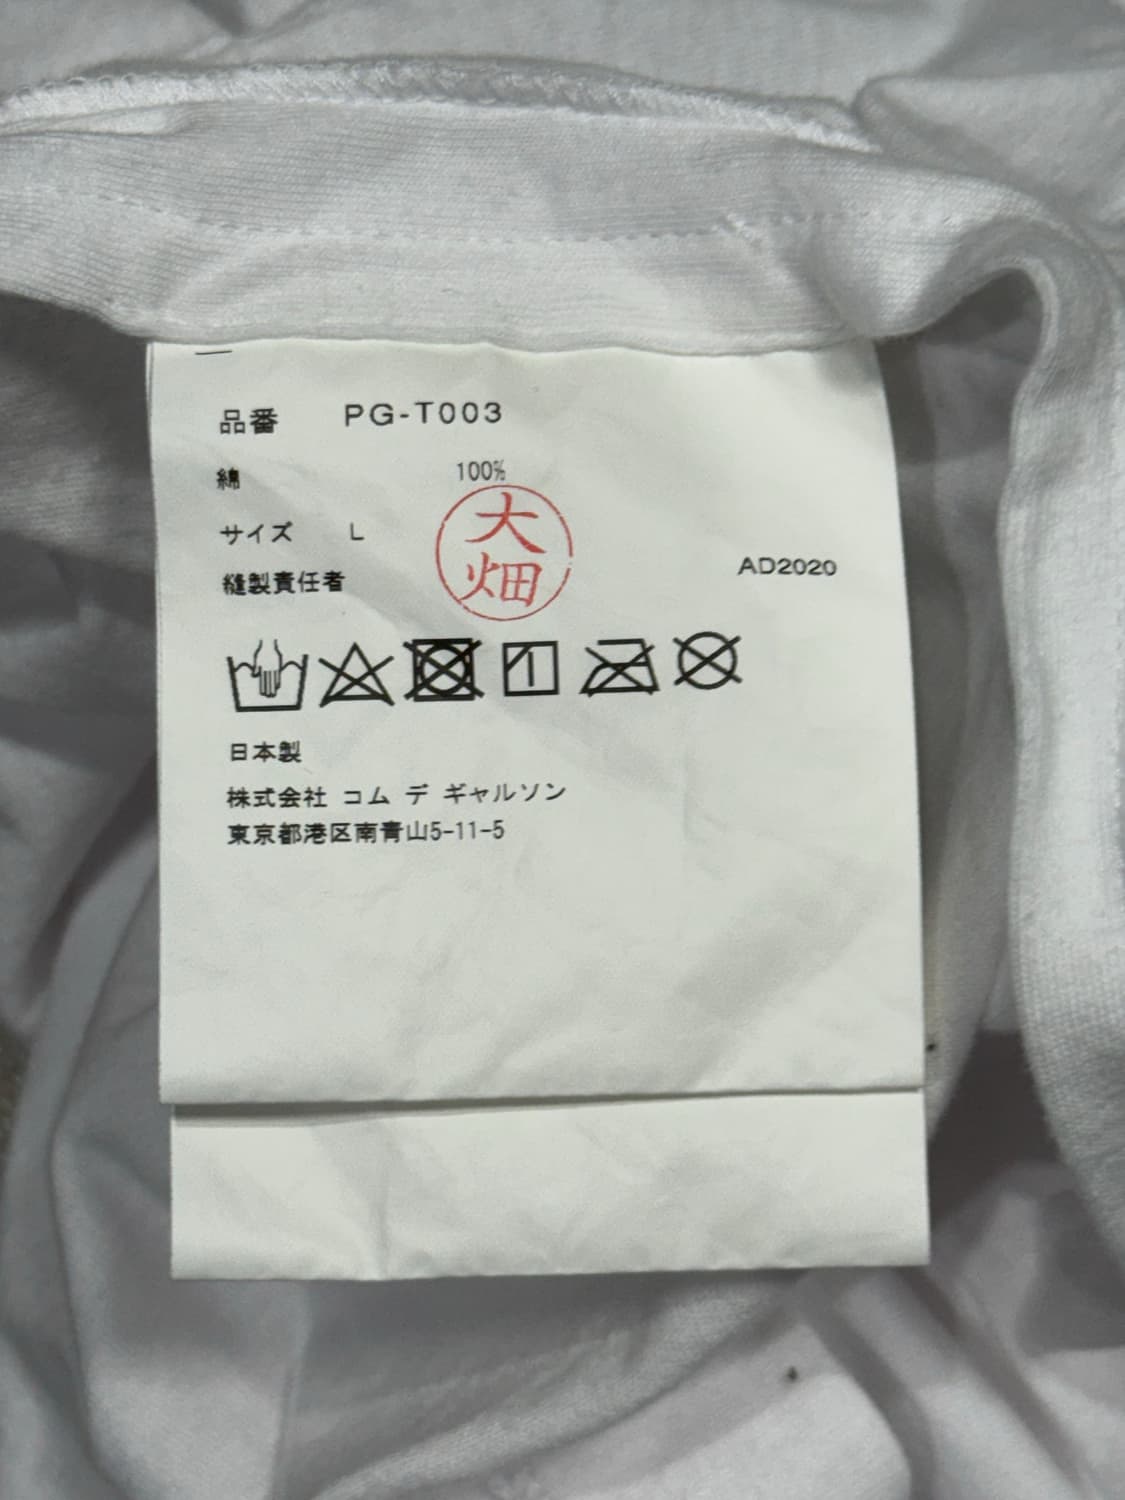 品番 PG-T003
綿 100%
サイズ L
大畑
縫製責任者
AD2020
日本製
株式会社 コム デ ギャルソン
東京都港区南青山5-11-5